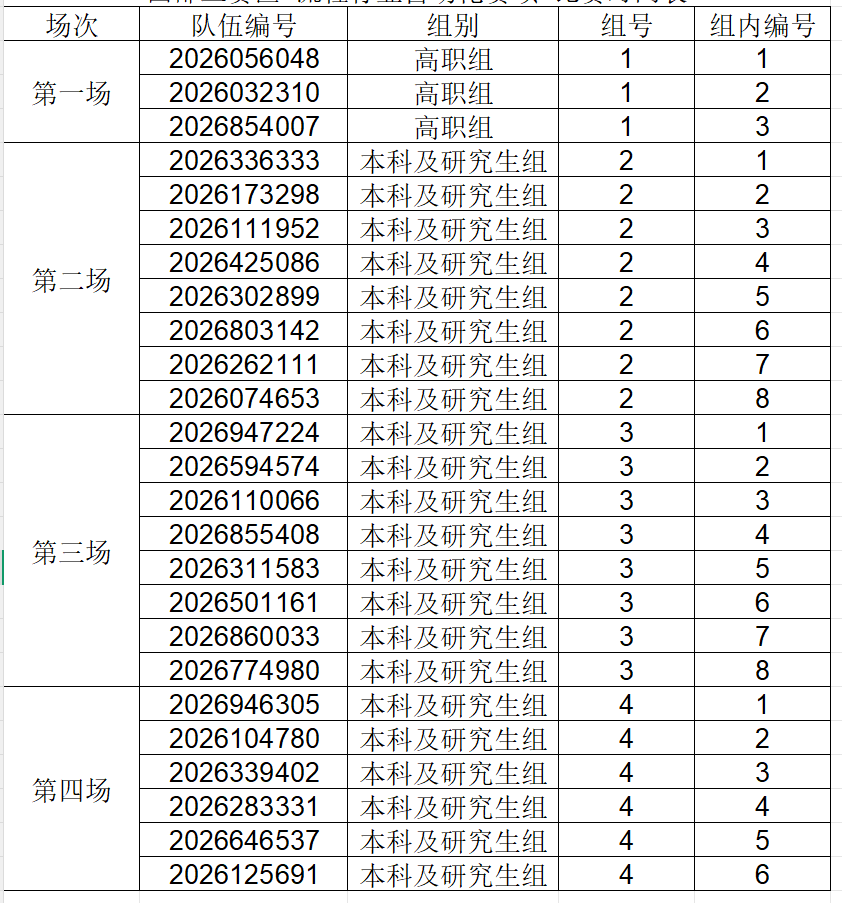 场次 队伍编号 组别 组号 组内编号
第一场 2026056048 高职组 1 1
2026032310 高职组 1 2
2026854007 高职组 1 3
第二场 2026336333 本科及研究生组 2 1
2026173298 本科及研究生组 2 2
2026111952 本科及研究生组 2 3
2026425086 本科及研究生组 2 4
2026302899 本科及研究生组 2 5
2026803142 本科及研究生组 2 6
2026262111 本科及研究生组 2 7
2026074653 本科及研究生组 2 8
第三场 2026947224 本科及研究生组 3 1
2026594574 本科及研究生组 3 2
2026110066 本科及研究生组 3 3
2026855408 本科及研究生组 3 4
2026311583 本科及研究生组 3 5
2026501161 本科及研究生组 3 6
2026860033 本科及研究生组 3 7
2026774980 本科及研究生组 3 8
第四场 2026946305 本科及研究生组 4 1
2026104780 本科及研究生组 4 2
2026339402 本科及研究生组 4 3
2026283331 本科及研究生组 4 4
2026646537 本科及研究生组 4 5
2026125691 本科及研究生组 4 6